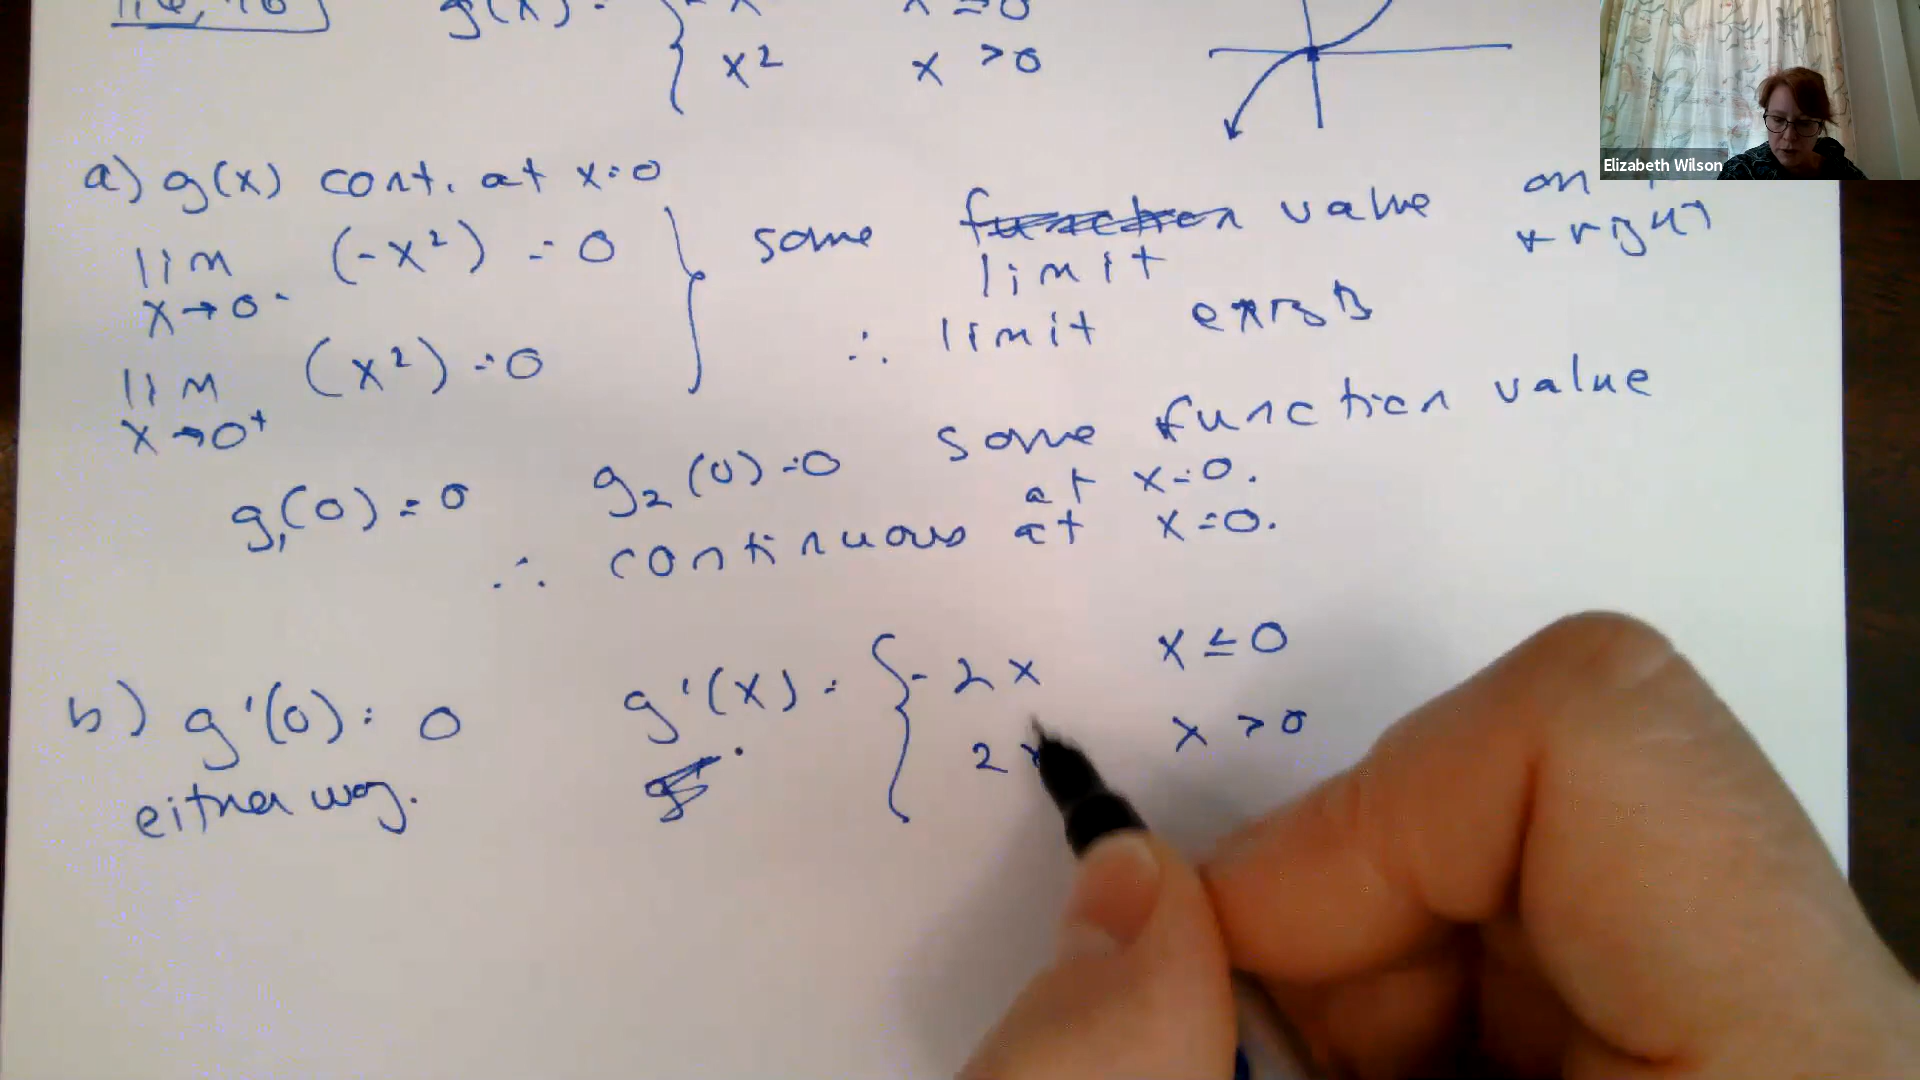 g(x) = { -x² x ≤ 0
x² x > 0
Elizabeth Wilson
a) g(x) cont. at x=0
lim x→0⁻ (-x²) = 0
lim x→0⁺ (x²) = 0
same function value on
limit + right
∴ limit exists
g₁(0) = 0 g₂(0) = 0 same function value
at x=0.
∴ continuous at x=0.
b) g'(0) = 0 g'(x) = { -2x x ≤ 0
2x x > 0
either way.